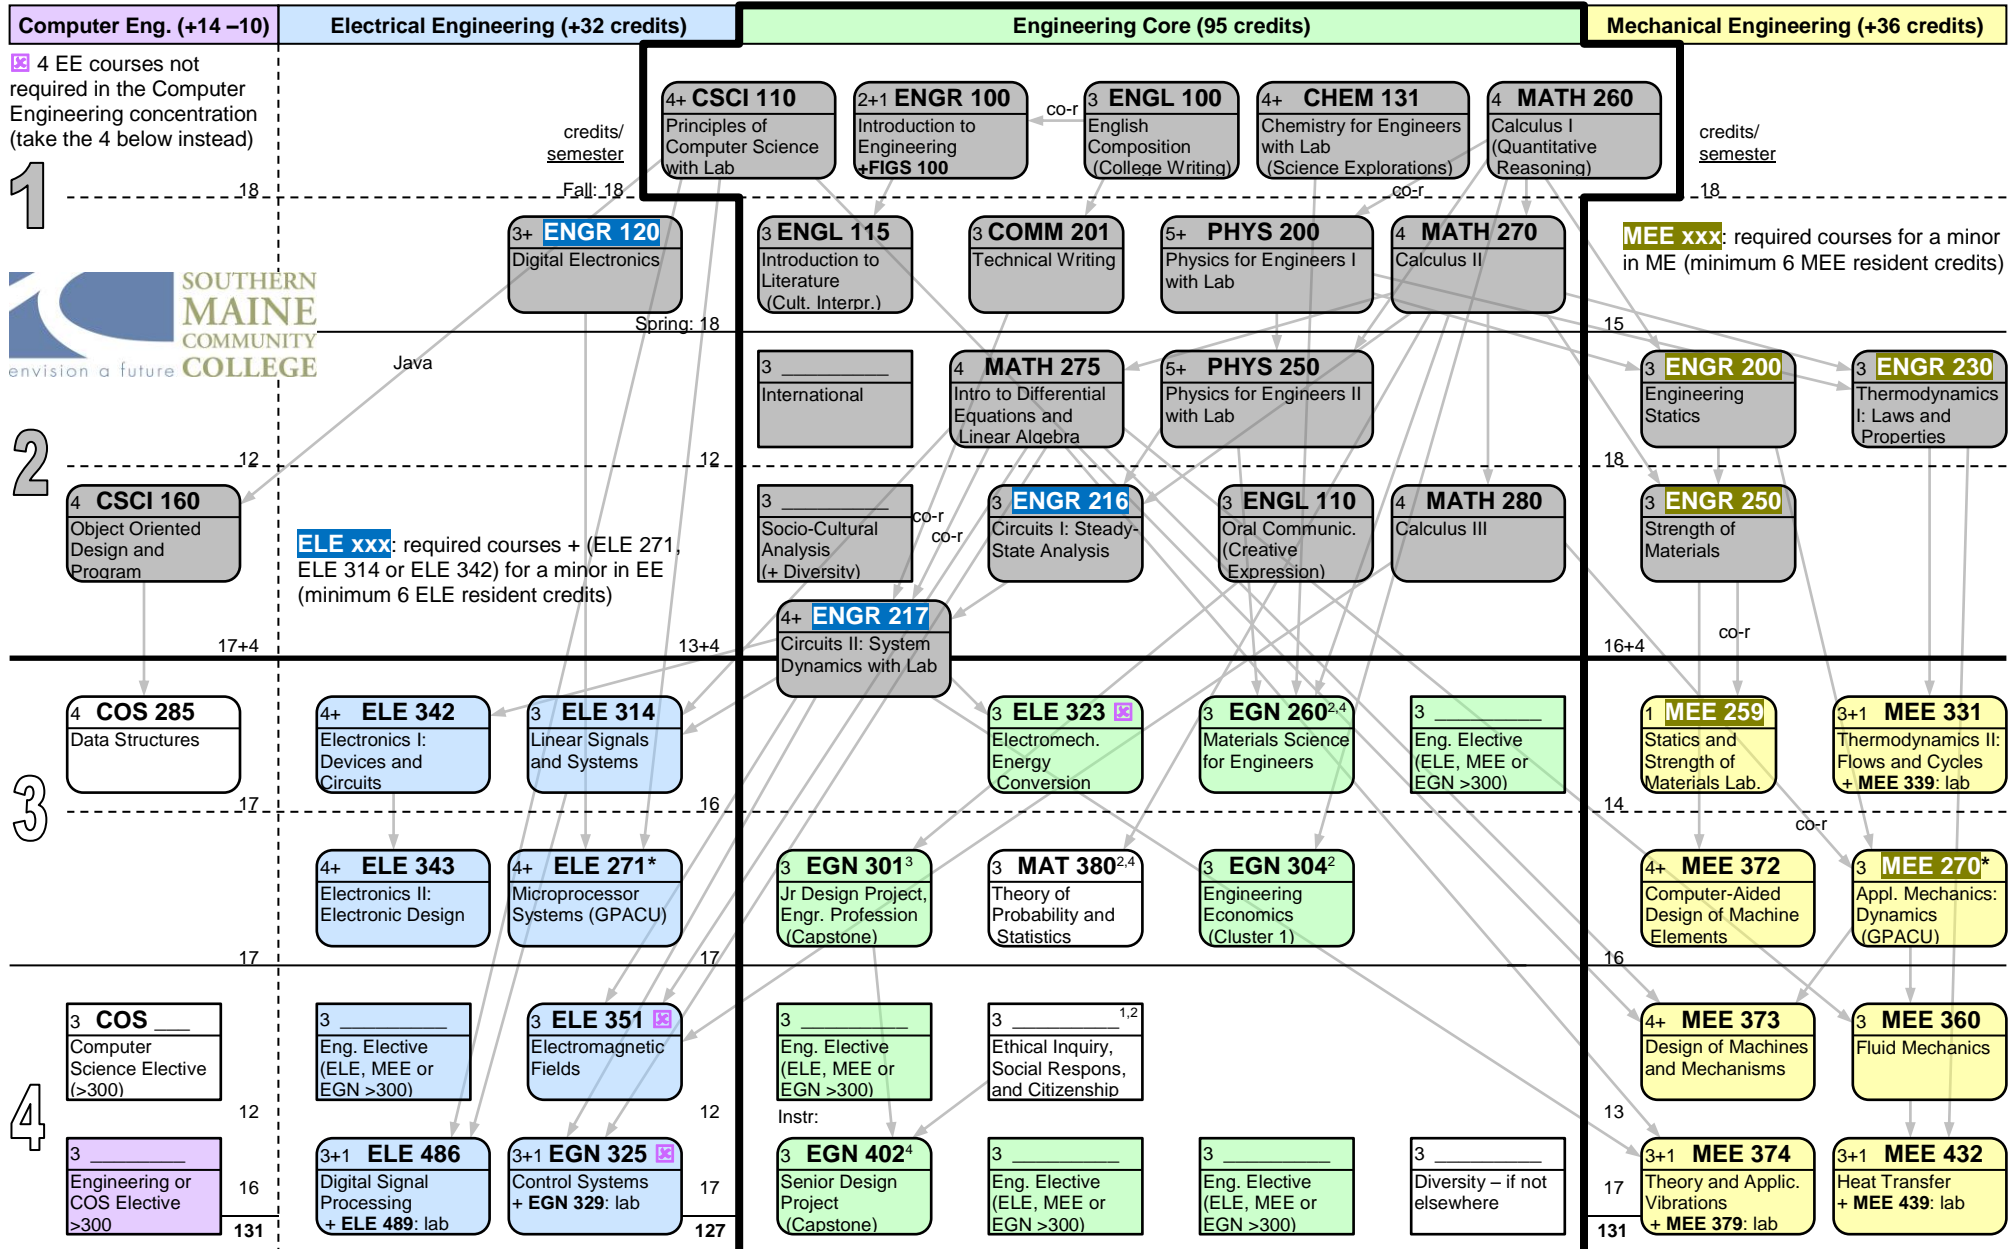 Computer Eng. (+14 –10)
Electrical Engineering (+32 credits)
Engineering Core (95 credits)
Mechanical Engineering (+36 credits)
4 EE courses not
required in the Computer
Engineering concentration
(take the 4 below instead)
credits/
semester
4+ CSCI 110
Principles of
Computer Science
with Lab
2+1 ENGR 100
Introduction to
Engineering
+FIGS 100
co-r
3 ENGL 100
English
Composition
(College Writing)
4+ CHEM 131
Chemistry for Engineers
with Lab
(Science Explorations)
4 MATH 260
Calculus I
(Quantitative
Reasoning)
credits/
semester
1
18
Fall: 18
co-r
18
3+ ENGR 120
Digital Electronics
3 ENGL 115
Introduction to
Literature
(Cult. Interpr.)
3 COMM 201
Technical Writing
5+ PHYS 200
Physics for Engineers I
with Lab
4 MATH 270
Calculus II
MEE xxx: required courses for a minor
in ME (minimum 6 MEE resident credits)
SOUTHERN
MAINE
COMMUNITY
COLLEGE
envision a future
Spring: 18
15
Java
3 __________
International
4 MATH 275
Intro to Differential
Equations and
Linear Algebra
5+ PHYS 250
Physics for Engineers II
with Lab
3 ENGR 200
Engineering
Statics
3 ENGR 230
Thermodynamics
I: Laws and
Properties
2
12
12
18
4 CSCI 160
Object Oriented
Design and
Program
ELE xxx: required courses + (ELE 271,
ELE 314 or ELE 342) for a minor in EE
(minimum 6 ELE resident credits)
3 __________
Socio-Cultural
Analysis
(+ Diversity)
co-r
co-r
3 ENGR 216
Circuits I: Steady-
State Analysis
3 ENGL 110
Oral Communic.
(Creative
Expression)
4 MATH 280
Calculus III
3 ENGR 250
Strength of
Materials
4+ ENGR 217
Circuits II: System
Dynamics with Lab
co-r
17+4
13+4
16+4
4 COS 285
Data Structures
4+ ELE 342
Electronics I:
Devices and
Circuits
3 ELE 314
Linear Signals
and Systems
3 ELE 323
Electromech.
Energy
Conversion
3 EGN 2602,4
Materials Science
for Engineers
3 __________
Eng. Elective
(ELE, MEE or
EGN >300)
1 MEE 259
Statics and
Strength of
Materials Lab.
3+1 MEE 331
Thermodynamics II:
Flows and Cycles
+ MEE 339: lab
3
17
16
14
co-r
4+ ELE 343
Electronics II:
Electronic Design
4+ ELE 271*
Microprocessor
Systems (GPACU)
3 EGN 3013
Jr Design Project,
Engr. Profession
(Capstone)
3 MAT 3802,4
Theory of
Probability and
Statistics
3 EGN 3042
Engineering
Economics
(Cluster 1)
4+ MEE 372
Computer-Aided
Design of Machine
Elements
3 MEE 270*
Appl. Mechanics:
Dynamics
(GPACU)
17
17
16
3 COS ___
Computer
Science Elective
(>300)
3 __________
Eng. Elective
(ELE, MEE or
EGN >300)
3 ELE 351
Electromagnetic
Fields
3 __________
Eng. Elective
(ELE, MEE or
EGN >300)
3 __________1,2
Ethical Inquiry,
Social Respons,
and Citizenship
4+ MEE 373
Design of Machines
and Mechanisms
3 MEE 360
Fluid Mechanics
4
12
12
Instr:
13
3 _________
Engineering or
COS Elective
>300
16
131
3+1 ELE 486
Digital Signal
Processing
+ ELE 489: lab
3+1 EGN 325
Control Systems
+ EGN 329: lab
17
127
3 EGN 4024
Senior Design
Project
(Capstone)
3 __________
Eng. Elective
(ELE, MEE or
EGN >300)
3 __________
Eng. Elective
(ELE, MEE or
EGN >300)
3 __________
Diversity – if not
elsewhere
17
131
3+1 MEE 374
Theory and Applic.
Vibrations
+ MEE 379: lab
3+1 MEE 432
Heat Transfer
+ MEE 439: lab